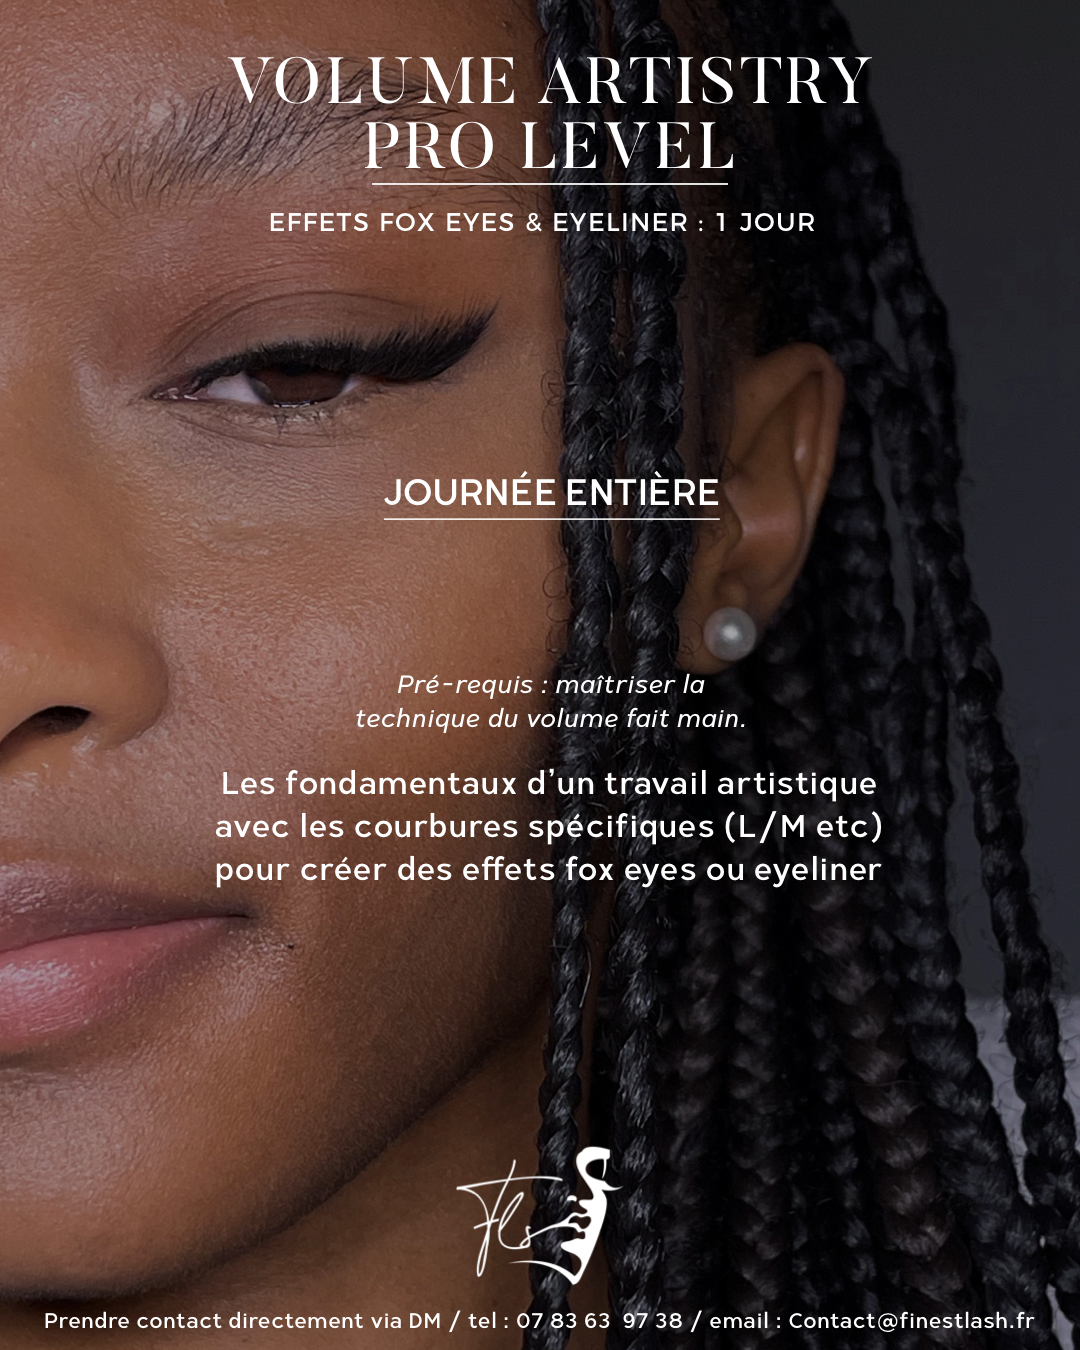 VOLUME ARTISTRY
PRO LEVEL
EFFETS FOX EYES & EYELINER : 1 JOUR
JOURNÉE ENTIÈRE
Pré-requis : maîtriser la
technique du volume fait main.
Les fondamentaux d’un travail artistique
avec les courbures spécifiques (L/M etc)
pour créer des effets fox eyes ou eyeliner
Fls
Prendre contact directement via DM / tel : 07 83 63 97 38 / email : Contact@finestlash.fr